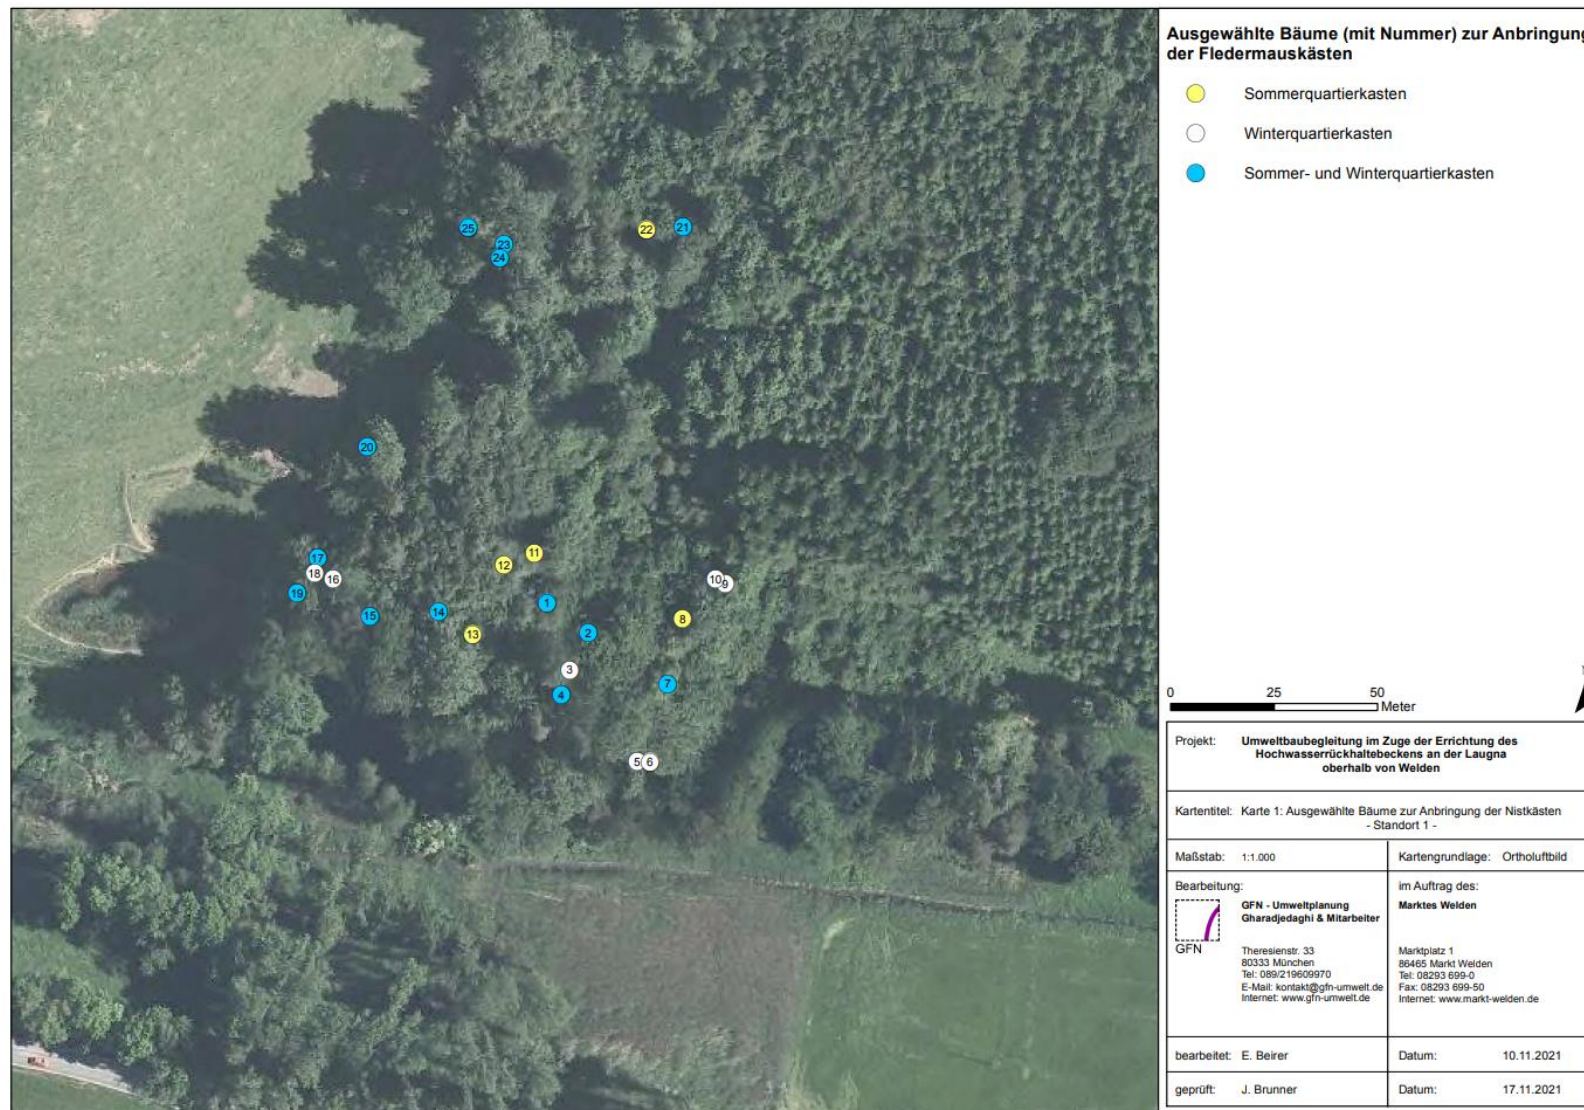 Ausgewählte Bäume (mit Nummer) zur Anbringung
der Fledermauskästen
Sommerquartierkasten
Winterquartierkasten
Sommer- und Winterquartierkasten
25
23
24
22
21
20
17
18
16
19
15
14
12
11
13
1
2
3
4
10
9
8
7
5
6
0 25 50 Meter
Projekt: Umweltbaubegleitung im Zuge der Errichtung des
Hochwasserrückhaltebeckens an der Laugna
oberhalb von Welden
Kartentitel: Karte 1: Ausgewählte Bäume zur Anbringung der Nistkästen
- Standort 1 -
Maßstab: 1:1.000
Kartengrundlage: Ortholuftbild
Bearbeitung:
GFN
GFN - Umweltplanung
Gharadjedaghi & Mitarbeiter
Theresienstr. 33
80333 München
Tel: 089/219609970
E-Mail: kontakt@gfn-umwelt.de
Internet: www.gfn-umwelt.de
im Auftrag des:
Marktes Welden
Marktplatz 1
86465 Markt Welden
Tel: 08293 699-0
Fax: 08293 699-50
Internet: www.markt-welden.de
bearbeitet: E. Beirer
Datum: 10.11.2021
geprüft: J. Brunner
Datum: 17.11.2021